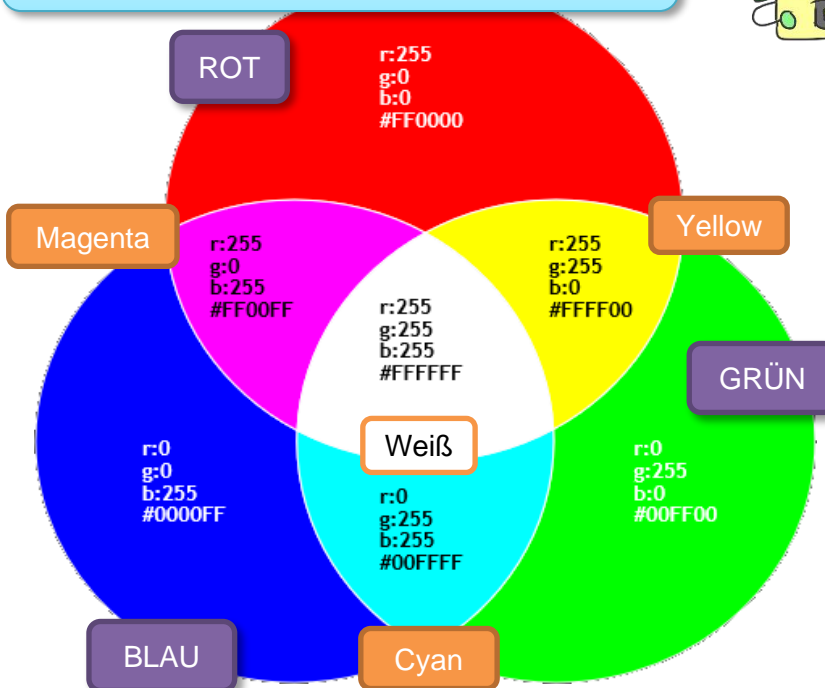 ROT
r:255
g:0
b:0
#FF0000
Magenta
Yellow
r:255
g:0
b:255
#FF00FF
r:255
g:255
b:0
#FFFF00
r:255
g:255
b:255
#FFFFFF
GRÜN
Weiß
r:0
g:0
b:255
#0000FF
r:0
g:255
b:0
#00FF00
r:0
g:255
b:255
#00FFFF
BLAU
Cyan